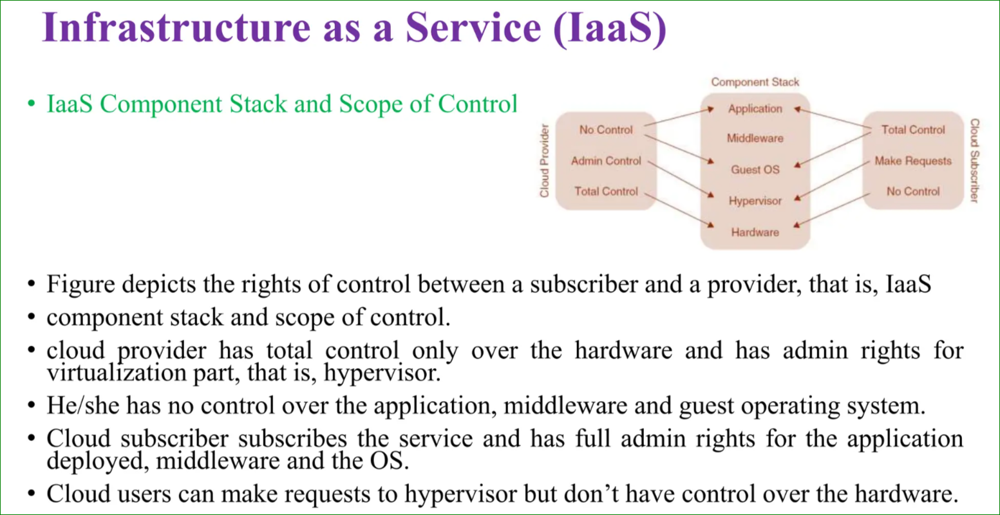 Infrastructure as a Service (IaaS)
• IaaS Component Stack and Scope of Control
Component Stack
Cloud Provider
No Control
Admin Control
Total Control
Application
Middleware
Guest OS
Hypervisor
Hardware
Total Control
Make Requests
No Control
Cloud Subscriber
• Figure depicts the rights of control between a subscriber and a provider, that is, IaaS
• component stack and scope of control.
• cloud provider has total control only over the hardware and has admin rights for
virtualization part, that is, hypervisor.
• He/she has no control over the application, middleware and guest operating system.
• Cloud subscriber subscribes the service and has full admin rights for the application
deployed, middleware and the OS.
• Cloud users can make requests to hypervisor but don’t have control over the hardware.